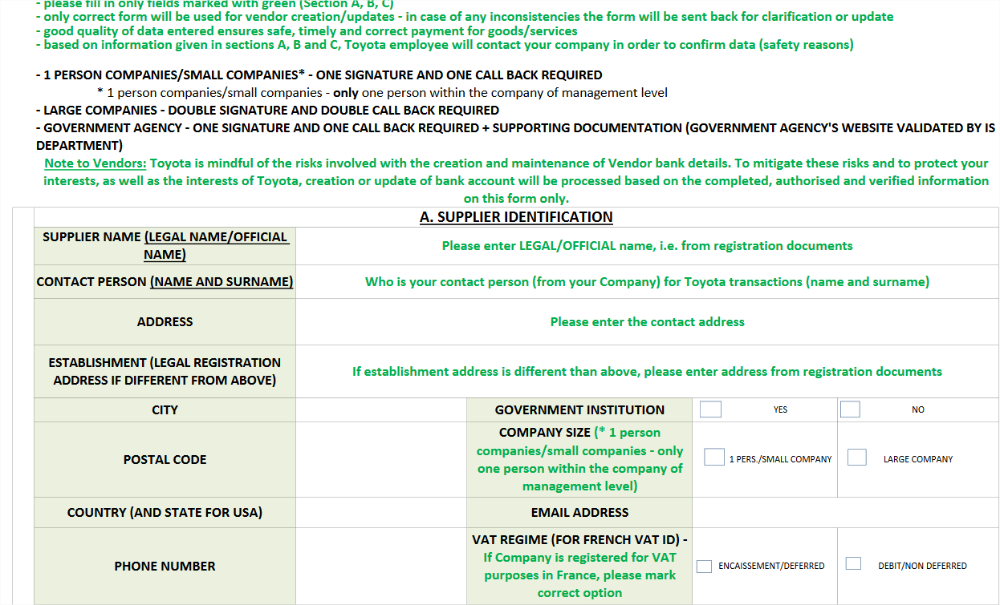 - please fill in only fields marked with green (Section A, B, C)
- only correct form will be used for vendor creation/updates - in case of any inconsistencies the form will be sent back for clarification or update
- good quality of data entered ensures safe, timely and correct payment for goods/services
- based on information given in sections A, B and C, Toyota employee will contact your company in order to confirm data (safety reasons)
- 1 PERSON COMPANIES/SMALL COMPANIES* - ONE SIGNATURE AND ONE CALL BACK REQUIRED
* 1 person companies/small companies - only one person within the company of management level
- LARGE COMPANIES - DOUBLE SIGNATURE AND DOUBLE CALL BACK REQUIRED
- GOVERNMENT AGENCY - ONE SIGNATURE AND ONE CALL BACK REQUIRED + SUPPORTING DOCUMENTATION (GOVERNMENT AGENCY'S WEBSITE VALIDATED BY IS
DEPARTMENT)
Note to Vendors: Toyota is mindful of the risks involved with the creation and maintenance of Vendor bank details. To mitigate these risks and to protect your
interests, as well as the interests of Toyota, creation or update of bank account will be processed based on the completed, authorised and verified information
on this form only.
A. SUPPLIER IDENTIFICATION
SUPPLIER NAME (LEGAL NAME/OFFICIAL
NAME)
Please enter LEGAL/OFFICIAL name, i.e. from registration documents
CONTACT PERSON (NAME AND SURNAME)
Who is your contact person (from your Company) for Toyota transactions (name and surname)
ADDRESS
Please enter the contact address
ESTABLISHMENT (LEGAL REGISTRATION
ADDRESS IF DIFFERENT FROM ABOVE)
If establishment address is different than above, please enter address from registration documents
CITY
GOVERNMENT INSTITUTION
YES
NO
POSTAL CODE
COMPANY SIZE (* 1 person
companies/small companies - only
one person within the company of
management level)
1 PERS./SMALL COMPANY
LARGE COMPANY
COUNTRY (AND STATE FOR USA)
EMAIL ADDRESS
PHONE NUMBER
VAT REGIME (FOR FRENCH VAT ID) -
If Company is registered for VAT
purposes in France, please mark
correct option
ENCAISSEMENT/DEFERRED
DEBIT/NON DEFERRED